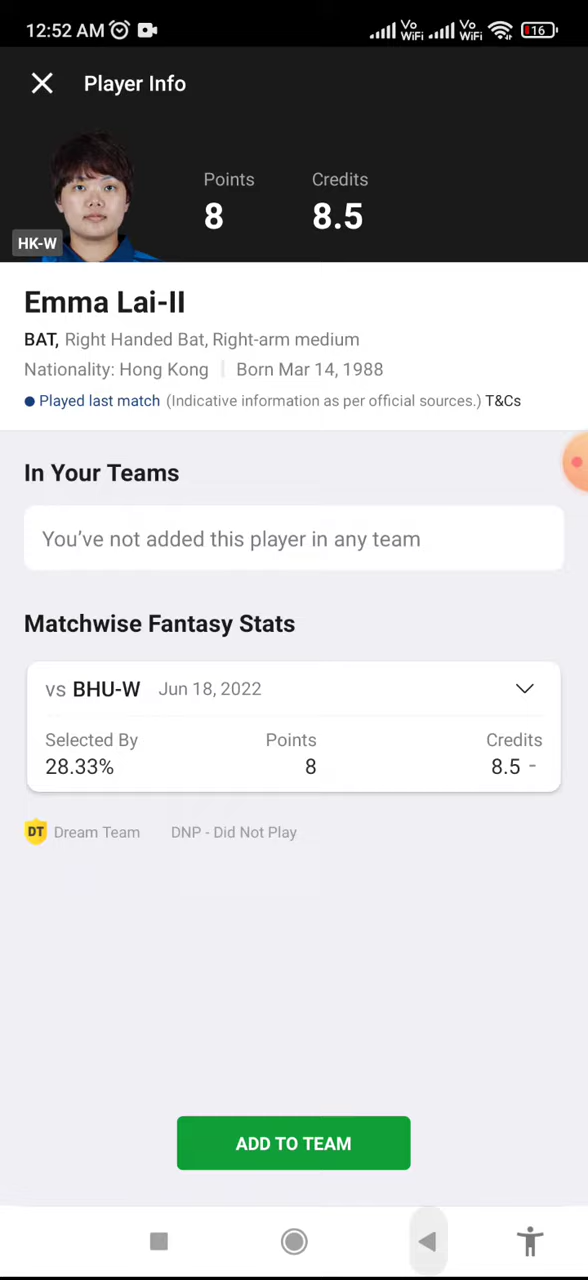 12:52 AM Vo WiFi Vo WiFi 16
Player Info
Points Credits
8 8.5
HK-W
Emma Lai-II
BAT, Right Handed Bat, Right-arm medium
Nationality: Hong Kong Born Mar 14, 1988
Played last match (Indicative information as per official sources.) T&Cs
In Your Teams
You've not added this player in any team
Matchwise Fantasy Stats
vs BHU-W Jun 18, 2022
Selected By Points Credits
28.33% 8 8.5 -
DT Dream Team DNP - Did Not Play
ADD TO TEAM